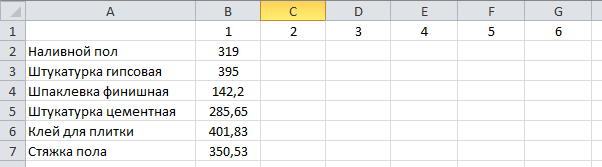 A B C D E F G
1 1 2 3 4 5 6
2 Наливной пол 319
3 Штукатурка гипсовая 395
4 Шпаклевка финишная 142,2
5 Штукатурка цементная 285,65
6 Клей для плитки 401,83
7 Стяжка пола 350,53